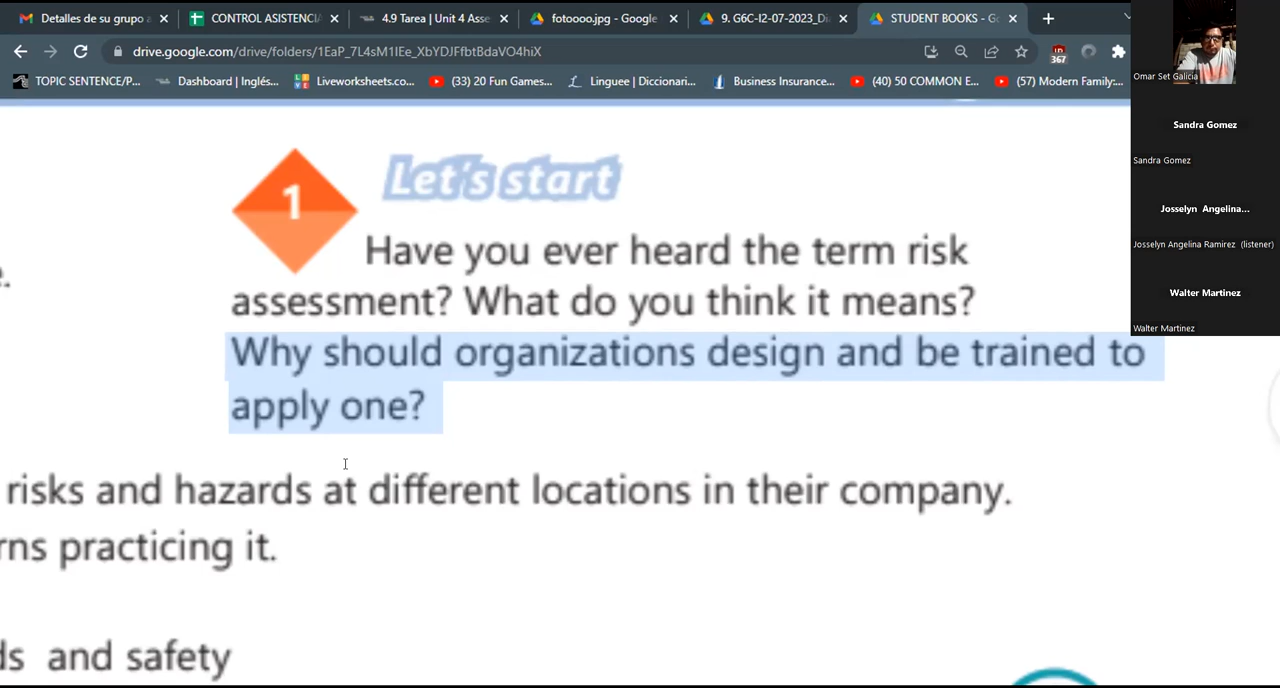 Detalles de su grupo a
CONTROL ASISTENCIA
4.9 Tarea | Unit 4 Asse
fotoooo.jpg - Google
9. G6C-I2-07-2023_Di
STUDENT BOOKS - Go
drive.google.com/drive/folders/1EaP_7L4sM1IEe_XbYDJFfbtBdaVO4hiX
367
TOPIC SENTENCE/P...
Dashboard | Inglés...
Liveworksheets.co...
(33) 20 Fun Games...
Linguee | Diccionari...
Business Insurance...
(40) 50 COMMON E...
(57) Modern Family:...
Omar Set Galicia
Sandra Gomez
Sandra Gomez
Josselyn Angelina...
Josselyn Angelina Ramirez (listener)
Walter Martinez
Walter Martinez
1
Let's start
Have you ever heard the term risk
assessment? What do you think it means?
Why should organizations design and be trained to
apply one?
e.
risks and hazards at different locations in their company.
rns practicing it.
ds and safety